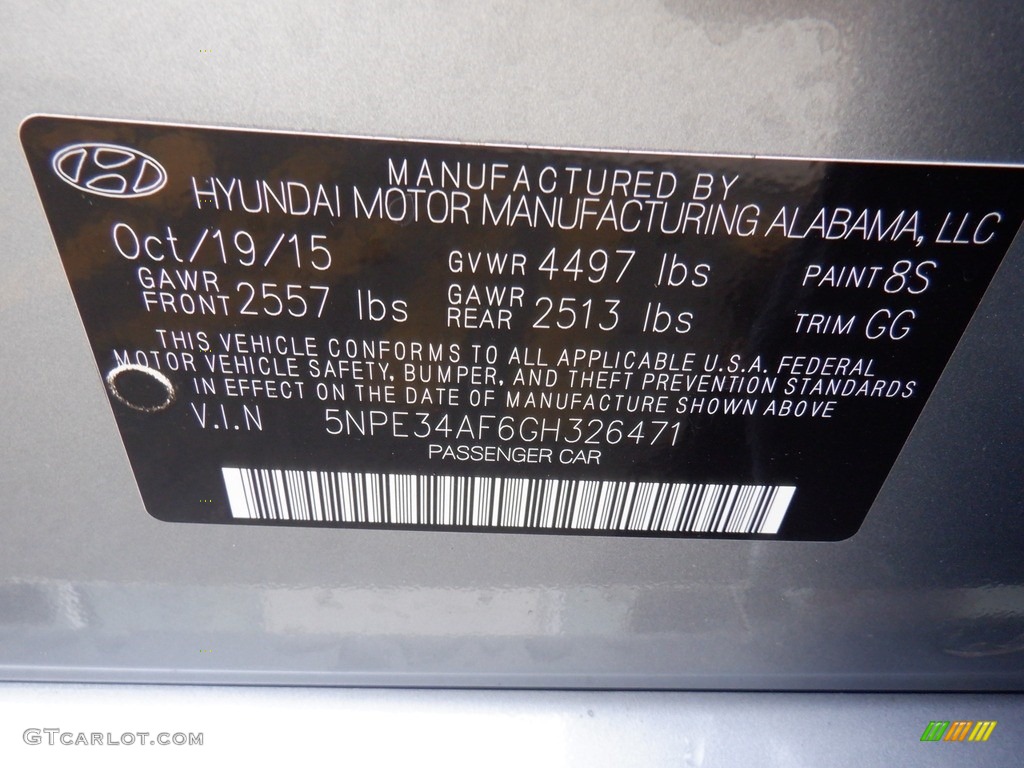 MANUFACTURED BY
HYUNDAI MOTOR MANUFACTURING ALABAMA, LLC
Oct/19/15 GVWR 4497 lbs PAINT 8S
GAWR FRONT 2557 lbs GAWR REAR 2513 lbs TRIM GG
THIS VEHICLE CONFORMS TO ALL APPLICABLE U.S.A. FEDERAL
MOTOR VEHICLE SAFETY, BUMPER, AND THEFT PREVENTION STANDARDS
IN EFFECT ON THE DATE OF MANUFACTURE SHOWN ABOVE
V.I.N 5NPE34AF6GH326471
PASSENGER CAR
GTCARLOT.COM